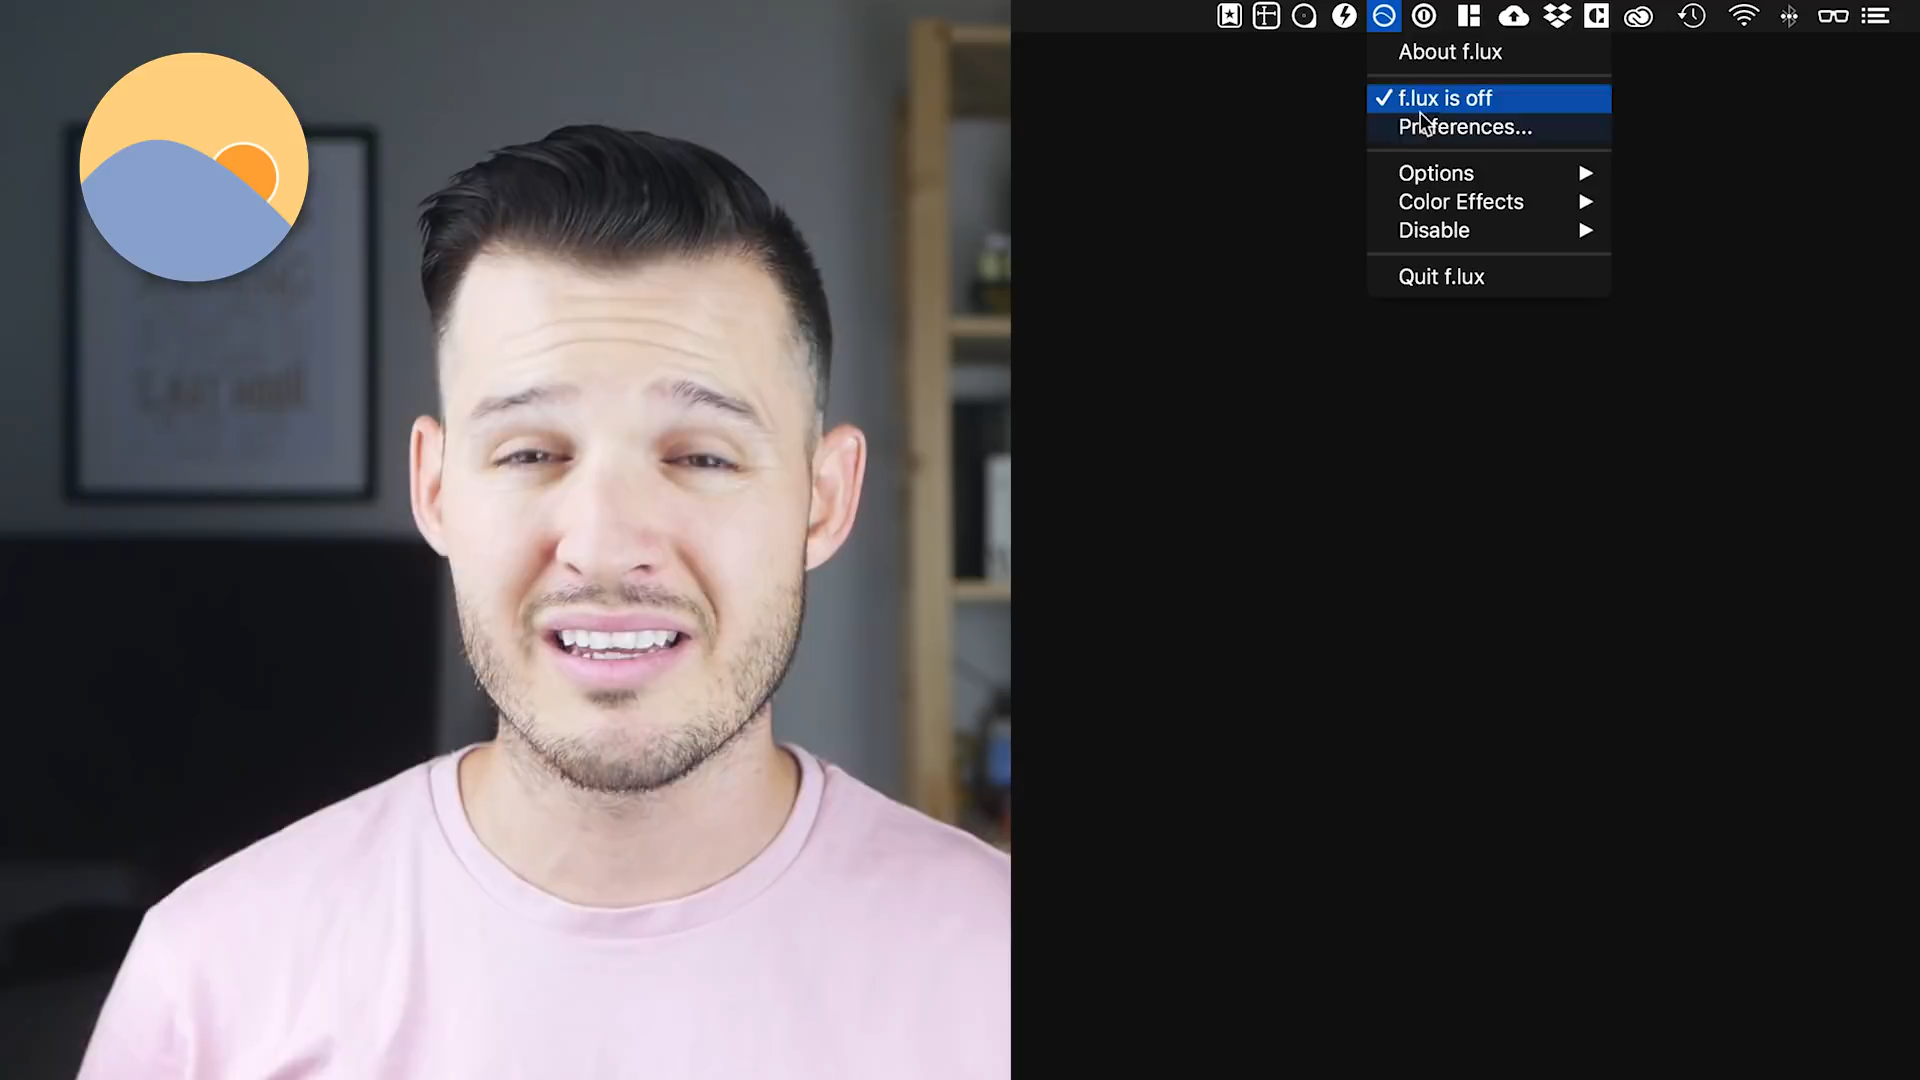 About f.lux
✓ f.lux is off
Preferences...
Options
Color Effects
Disable
Quit f.lux